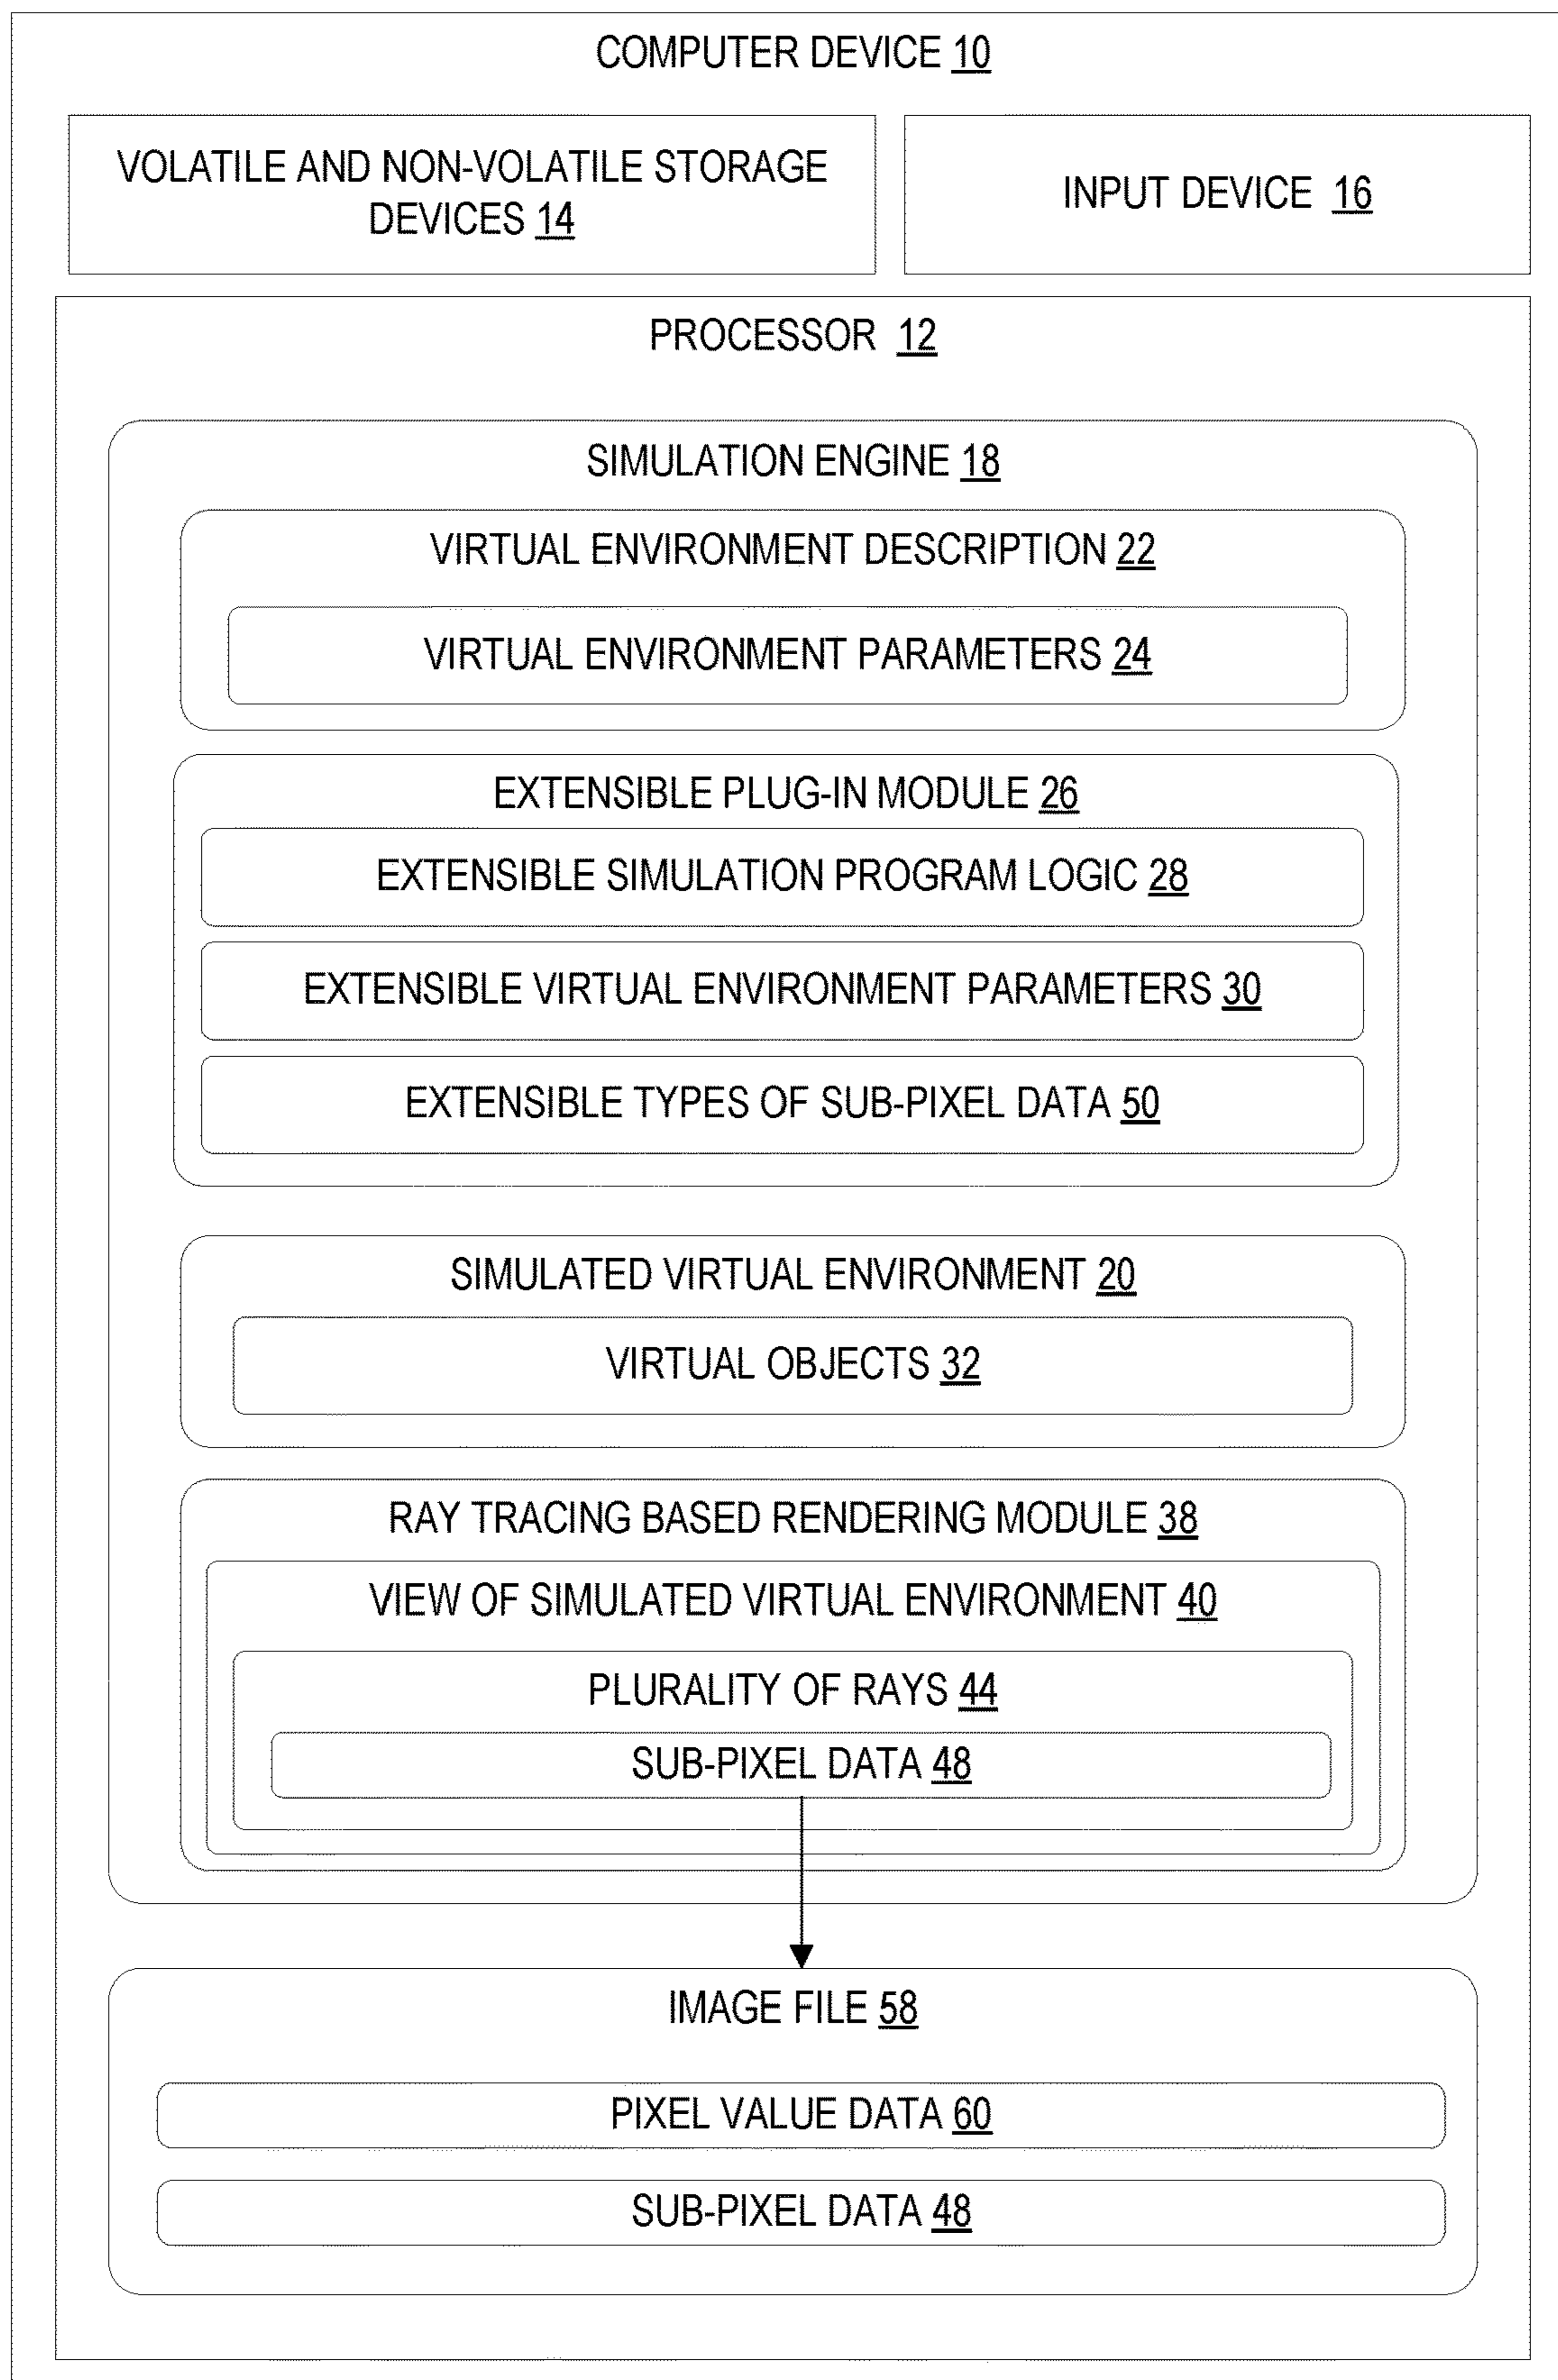 COMPUTER DEVICE 10
VOLATILE AND NON-VOLATILE STORAGE
DEVICES 14
INPUT DEVICE 16
PROCESSOR 12
SIMULATION ENGINE 18
VIRTUAL ENVIRONMENT DESCRIPTION 22
VIRTUAL ENVIRONMENT PARAMETERS 24
EXTENSIBLE PLUG-IN MODULE 26
EXTENSIBLE SIMULATION PROGRAM LOGIC 28
EXTENSIBLE VIRTUAL ENVIRONMENT PARAMETERS 30
EXTENSIBLE TYPES OF SUB-PIXEL DATA 50
SIMULATED VIRTUAL ENVIRONMENT 20
VIRTUAL OBJECTS 32
RAY TRACING BASED RENDERING MODULE 38
VIEW OF SIMULATED VIRTUAL ENVIRONMENT 40
PLURALITY OF RAYS 44
SUB-PIXEL DATA 48
IMAGE FILE 58
PIXEL VALUE DATA 60
SUB-PIXEL DATA 48